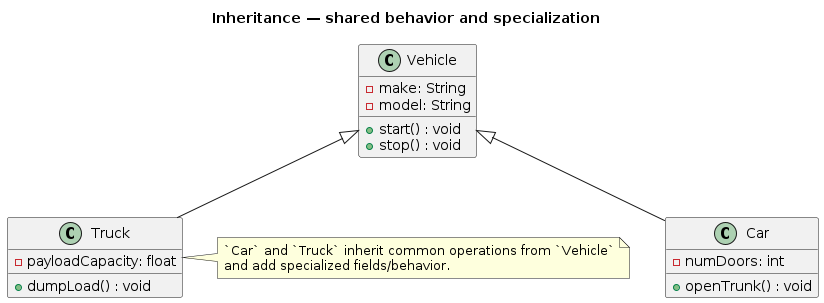 Inheritance — shared behavior and specialization
C Vehicle
make: String
model: String
start() : void
stop() : void
C Truck
payloadCapacity: float
dumpLoad() : void
`Car` and `Truck` inherit common operations from `Vehicle`
and add specialized fields/behavior.
C Car
numDoors: int
openTrunk() : void